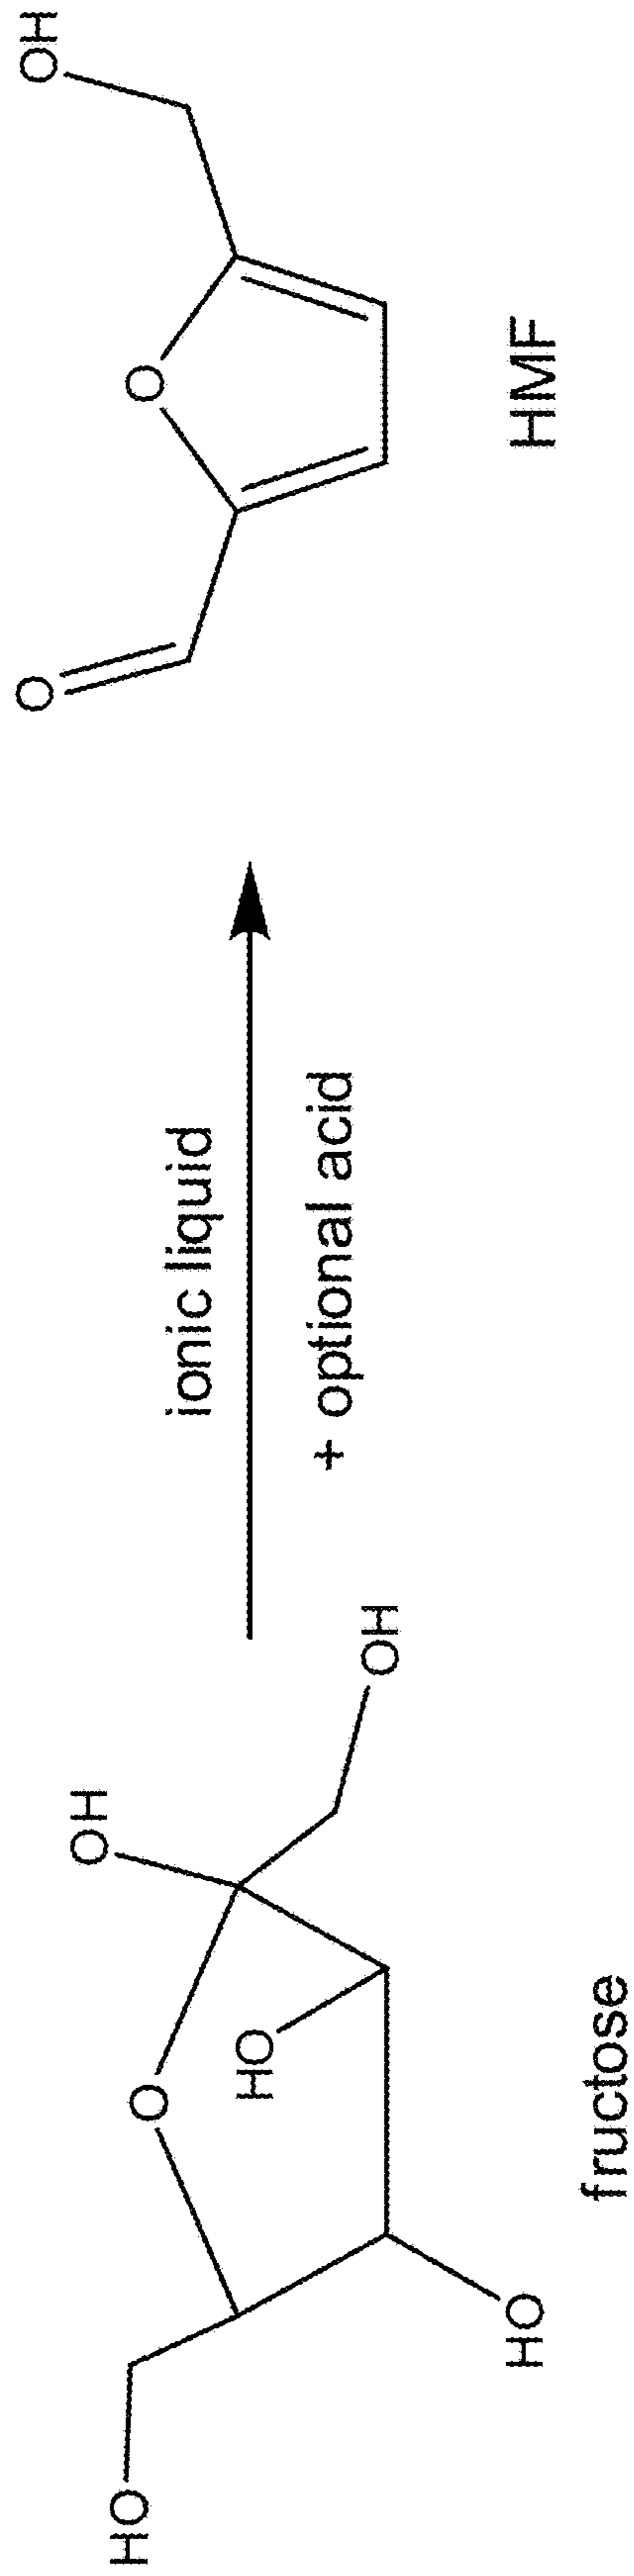 HO
O
OH
HO
HO
OH
fructose
ionic liquid
+ optional acid
O
O
OH
HMF